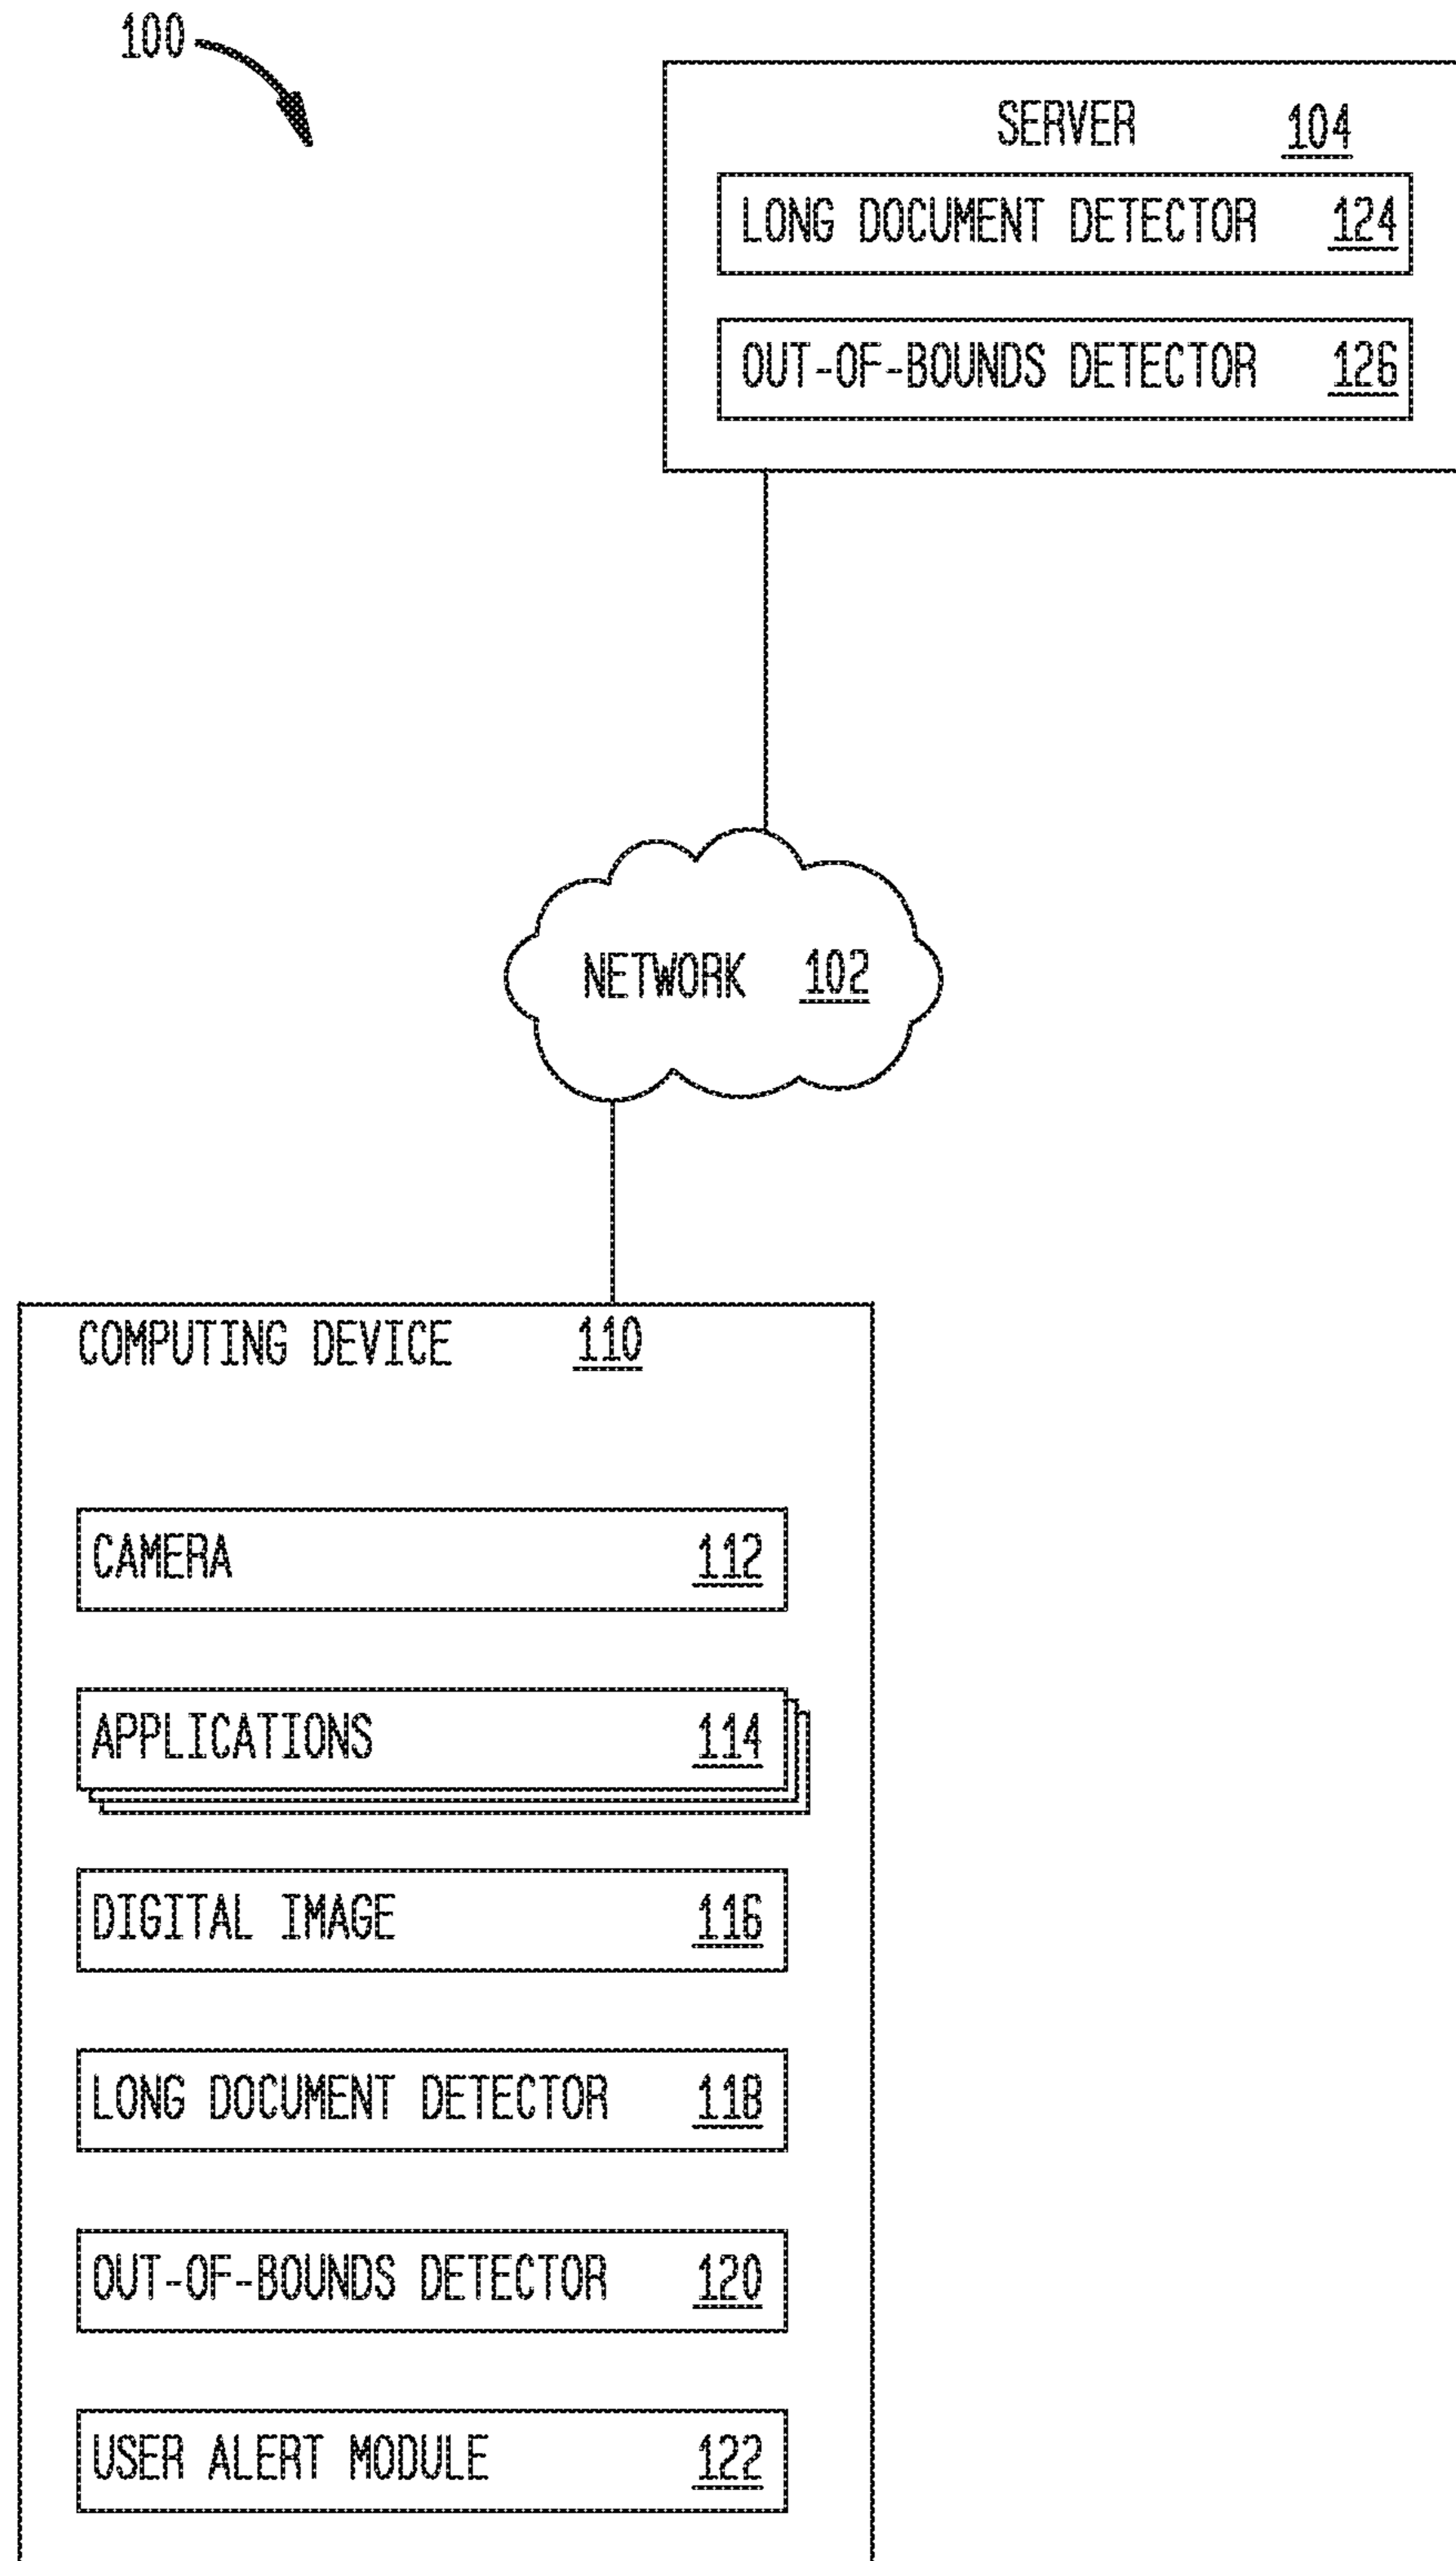 100
SERVER 104
LONG DOCUMENT DETECTOR 124
OUT-OF-BOUNDS DETECTOR 126
NETWORK 102
COMPUTING DEVICE 110
CAMERA 112
APPLICATIONS 114
DIGITAL IMAGE 116
LONG DOCUMENT DETECTOR 118
OUT-OF-BOUNDS DETECTOR 120
USER ALERT MODULE 122